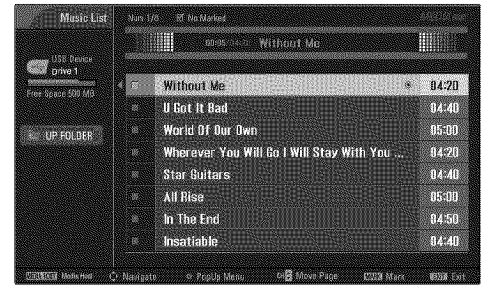 Music List
Num 1/8
No Marked
Without Me
USB Device
Drive 1
Free Space 500 MB
UP FOLDER
Without Me 04:20
U Got It Bad 04:40
World Of Our Own 05:00
Wherever You Will Go I Will Stay With You ... 04:20
Star Guitars 04:40
All Rise 05:00
In The End 04:50
Insatiable 04:40
Navigate PopUp Menu CH Move Page MARK Mark EXIT Exit